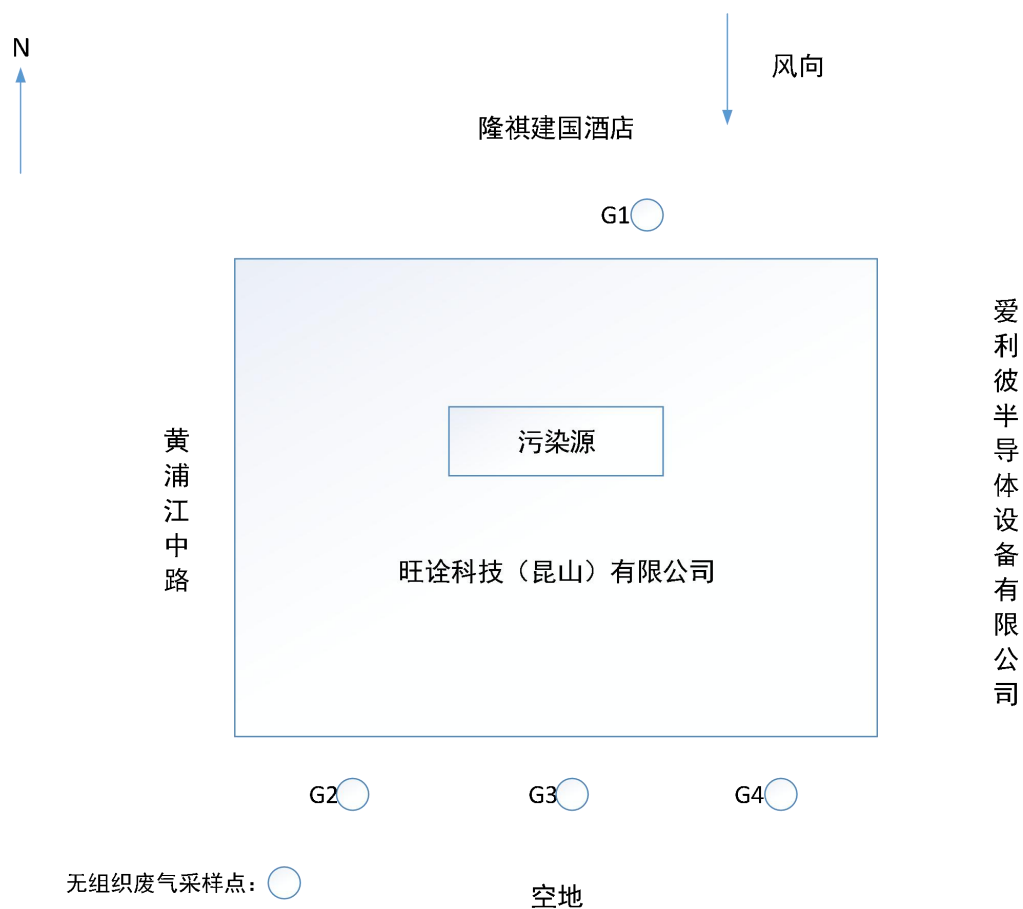 N
风向
隆祺建国酒店
G1
爱利彼半导体设备有限公司
污染源
黄浦江中路
旺诠科技（昆山）有限公司
G2
G3
G4
无组织废气采样点：
空地